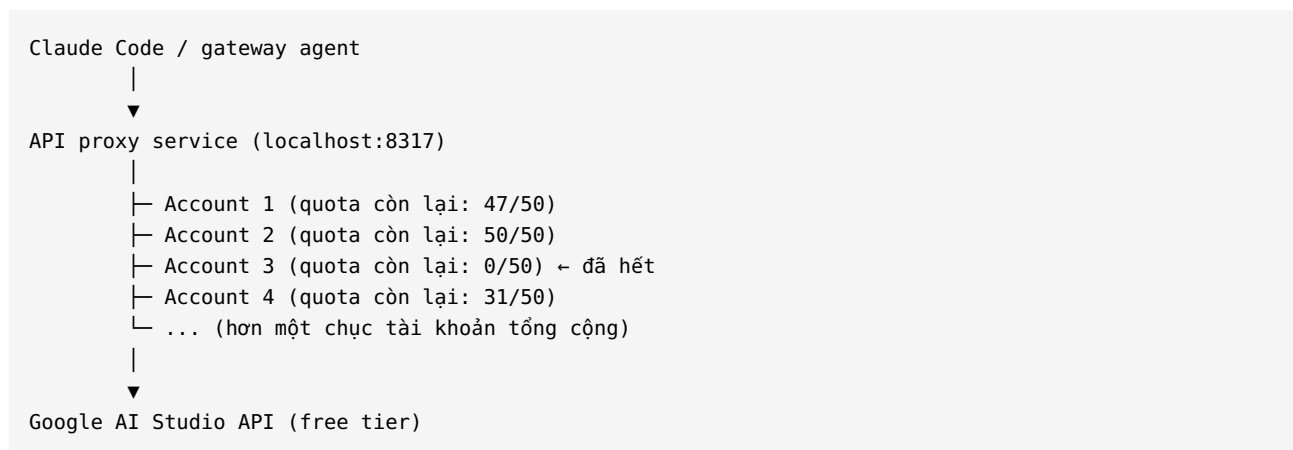 Claude Code / gateway agent
│
▼
API proxy service (localhost:8317)
│
├─ Account 1 (quota còn lại: 47/50)
├─ Account 2 (quota còn lại: 50/50)
├─ Account 3 (quota còn lại: 0/50) ← đã hết
├─ Account 4 (quota còn lại: 31/50)
└─ ... (hơn một chục tài khoản tổng cộng)
│
▼
Google AI Studio API (free tier)